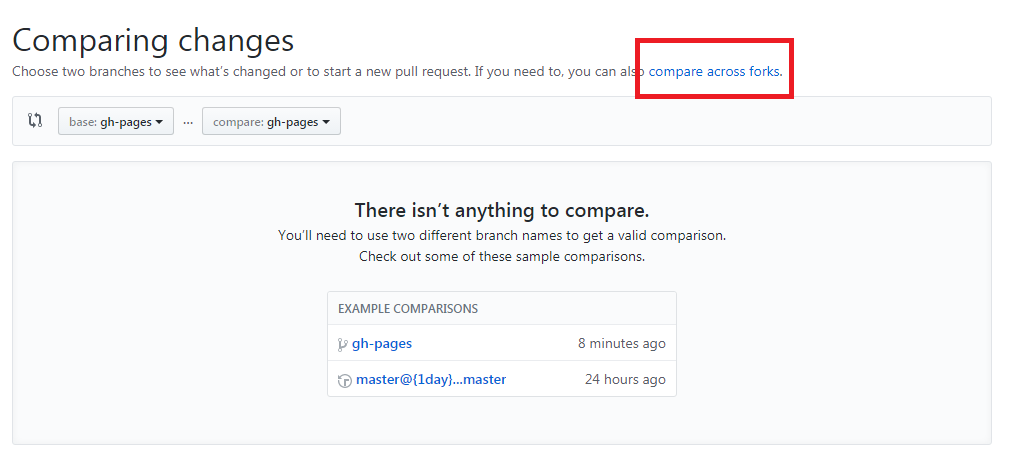 Comparing changes
Choose two branches to see what's changed or to start a new pull request. If you need to, you can also compare across forks.
base: gh-pages ... compare: gh-pages
There isn't anything to compare.
You'll need to use two different branch names to get a valid comparison.
Check out some of these sample comparisons.
EXAMPLE COMPARISONS
gh-pages 8 minutes ago
master@{1day}...master 24 hours ago